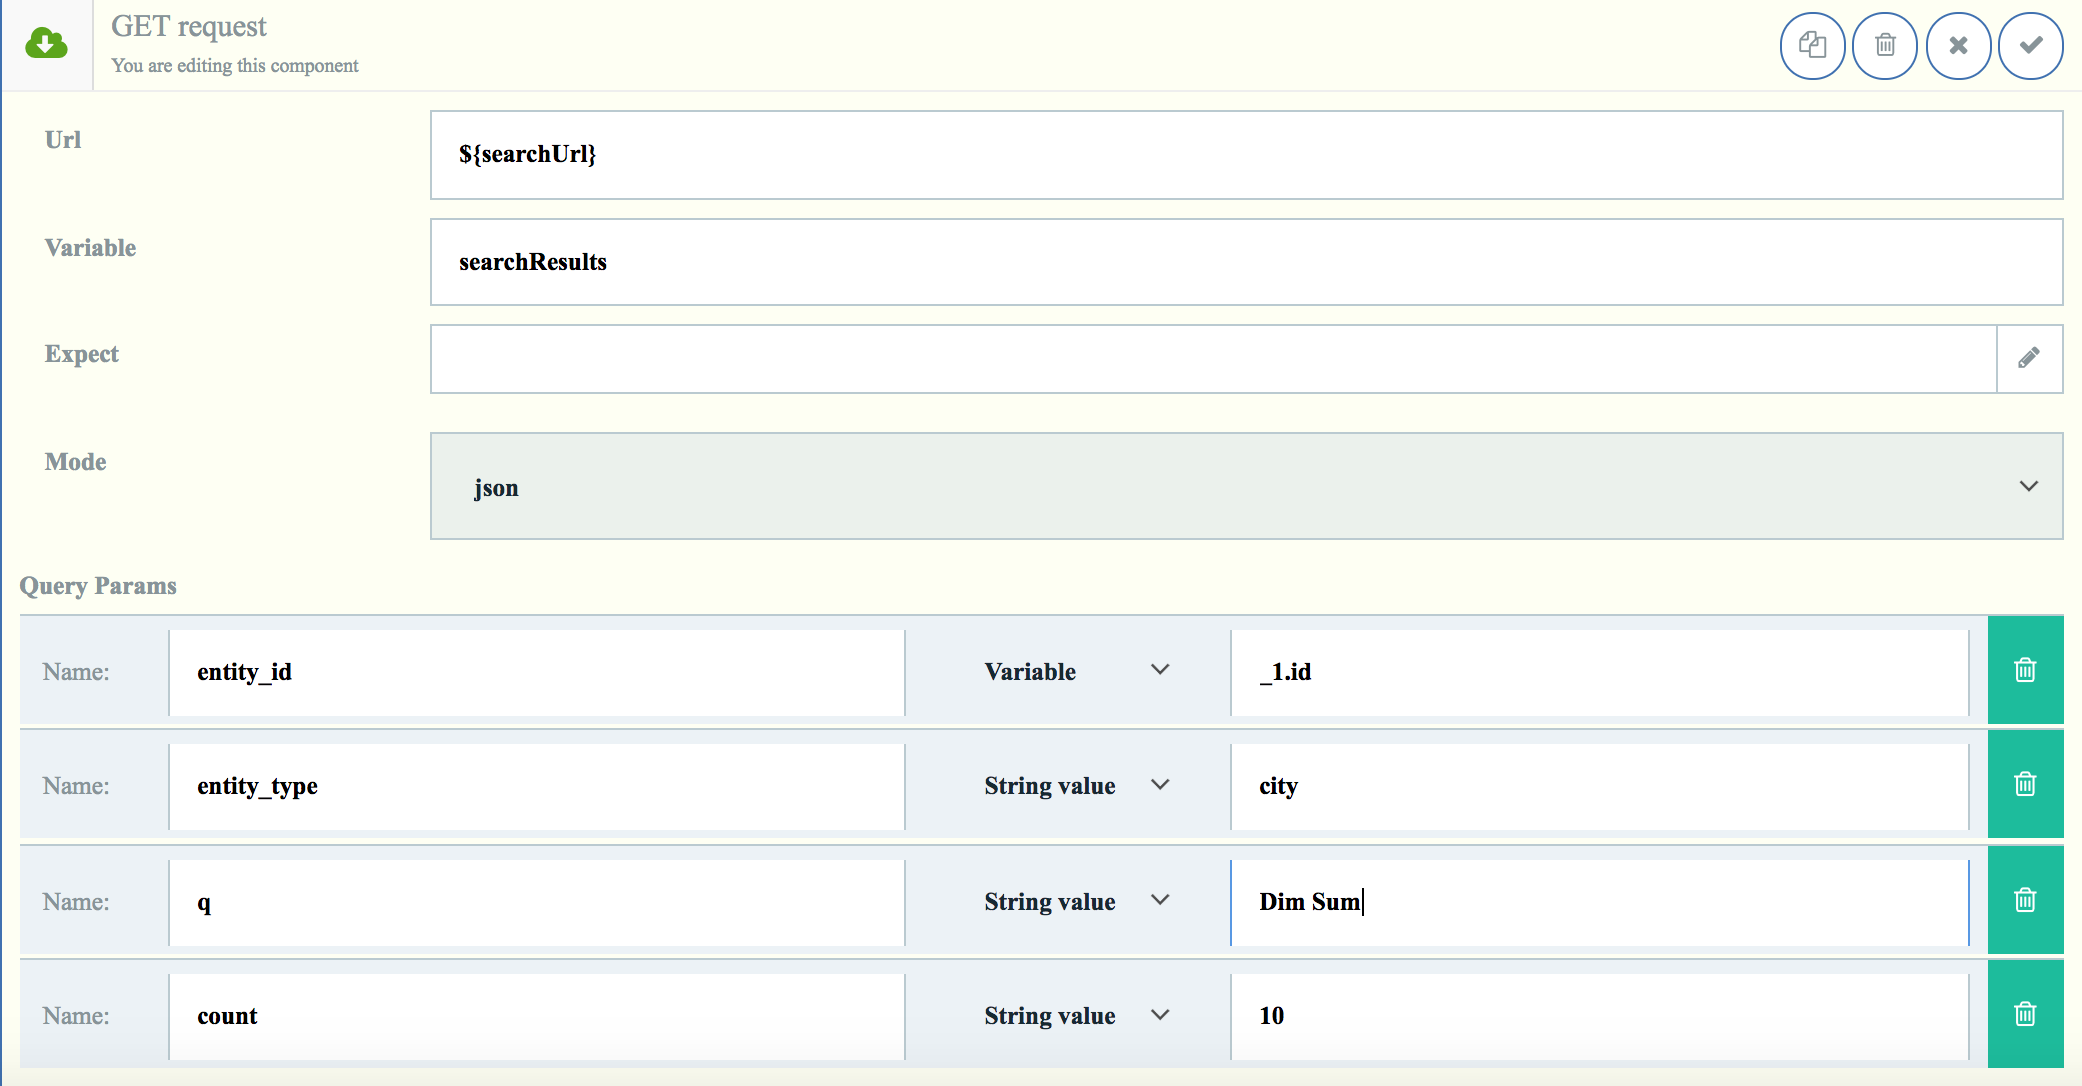 GET request
You are editing this component
Url
${searchUrl}
Variable
searchResults
Expect
Mode
json
Query Params
Name: entity_id Variable _1.id
Name: entity_type String value city
Name: q String value Dim Sum
Name: count String value 10